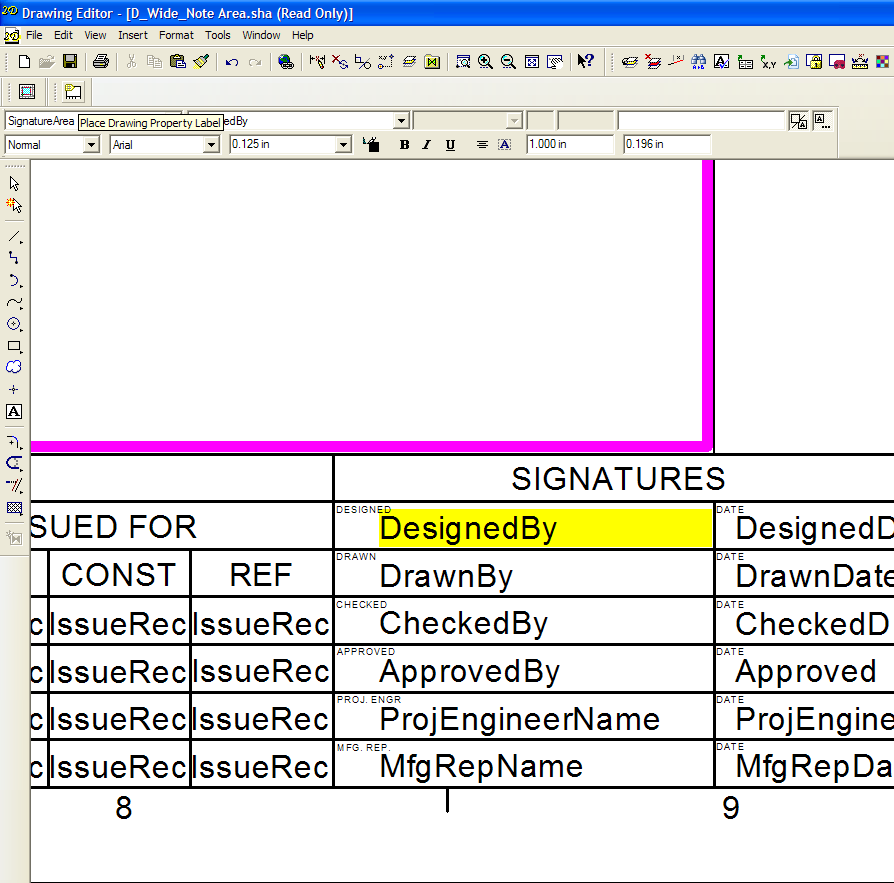 Drawing Editor - [D_Wide_Note Area.sha (Read Only)]
File Edit View Insert Format Tools Window Help
SignatureArea edBy
Place Drawing Property Label
Normal Arial 0.125 in B I U A 1.000 in 0.196 in
SIGNATURES
SUED FOR
DESIGNED DesignedBy DATE DesignedD
CONST REF DRAWN DrawnBy DATE DrawnDate
c IssueRec IssueRec CHECKED CheckedBy DATE CheckedD
c IssueRec IssueRec APPROVED ApprovedBy DATE Approved
c IssueRec IssueRec PROJ. ENGR ProjEngineerName DATE ProjEngine
c IssueRec IssueRec MFG. REP. MfgRepName DATE MfgRepDa
8 9